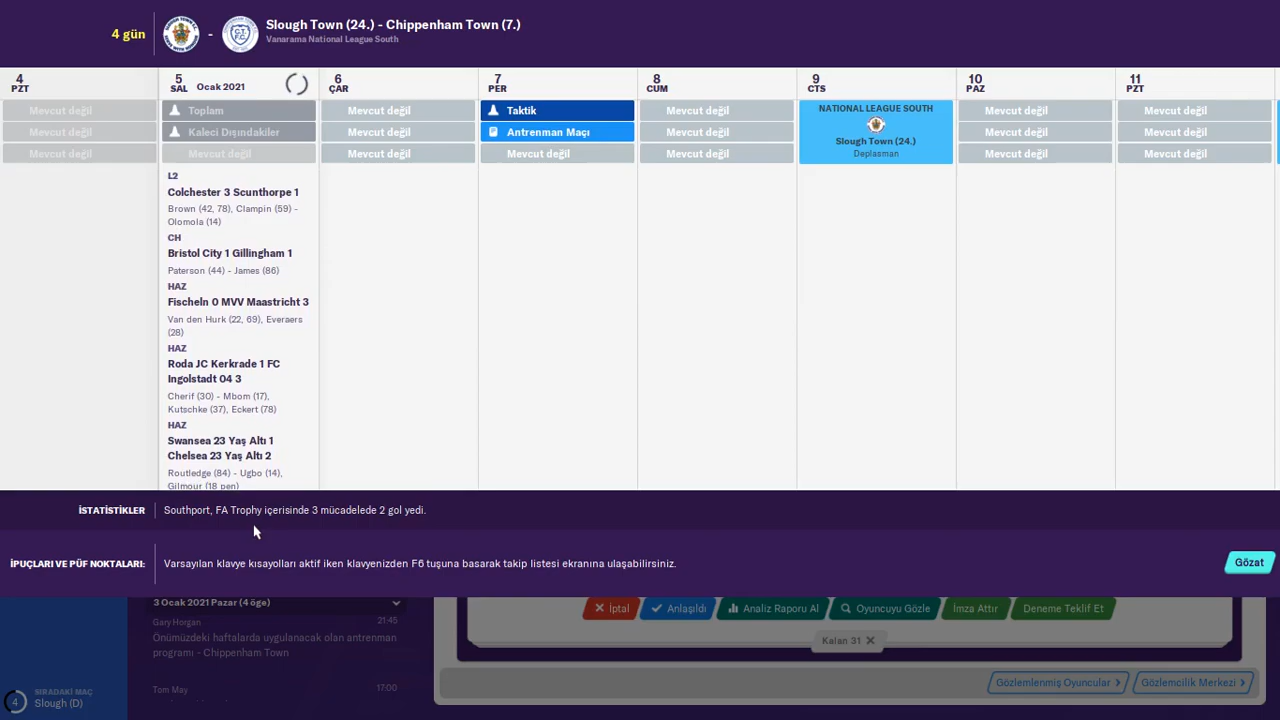 4 gün
Slough Town (24.) - Chippenham Town (7.)
Vanarama National League South
4
PZT
5
SAL
Ocak 2021
6
ÇAR
7
PER
8
CUM
9
CTS
10
PAZ
11
PZT
Mevcut değil
Mevcut değil
Mevcut değil
Toplam
Kaleci Dışındakiler
Mevcut değil
Mevcut değil
Mevcut değil
Mevcut değil
Taktik
Antrenman Maçı
Mevcut değil
Mevcut değil
Mevcut değil
Mevcut değil
NATIONAL LEAGUE SOUTH
Slough Town (24.)
Deplasman
Mevcut değil
Mevcut değil
Mevcut değil
Mevcut değil
Mevcut değil
Mevcut değil
L2
Colchester 3 Scunthorpe 1
Brown (42, 78), Clampin (59) -
Olomola (14)
CH
Bristol City 1 Gillingham 1
Paterson (44) - James (86)
HAZ
Fischeln 0 MVV Maastricht 3
Van den Hurk (22, 69), Everaers
(28)
HAZ
Roda JC Kerkrade 1 FC
Ingolstadt 04 3
Cherif (30) - Mbom (17),
Kutschke (37), Eckert (78)
HAZ
Swansea 23 Yaş Altı 1
Chelsea 23 Yaş Altı 2
Routledge (84) - Ugbo (14),
Gilmour (18 pen)
İSTATİSTİKLER
Southport, FA Trophy içerisinde 3 mücadelede 2 gol yedi.
İPUÇLARI VE PÜF NOKTALARI:
Varsayılan klavye kısayolları aktif iken klavyenizden F6 tuşuna basarak takip listesi ekranına ulaşabilirsiniz.
Gözat
3 Ocak 2021 Pazar (4 öge)
Gary Horgan
21:45
Önümüzdeki haftalarda uygulanacak olan antrenman
programı - Chippenham Town
Tom May
17:00
İptal
Anlaşıldı
Analiz Raporu Al
Oyuncuyu Gözle
İmza Attır
Deneme Teklif Et
Kalan 31
Gözlemlenmiş Oyuncular
Gözlemcilik Merkezi
4
SIRADAKİ MAÇ
Slough (D)